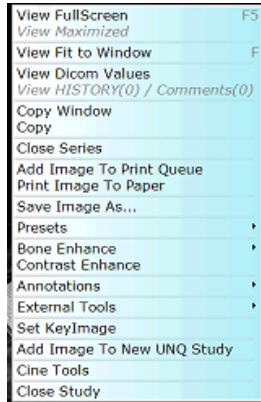 View FullScreen F5
View Maximized
View Fit to Window F
View Dicom Values
View HISTORY(0) / Comments(0)
Copy Window
Copy
Close Series
Add Image To Print Queue
Print Image To Paper
Save Image As...
Presets
Bone Enhance
Contrast Enhance
Annotations
External Tools
Set KeyImage
Add Image To New UNQ Study
Cine Tools
Close Study